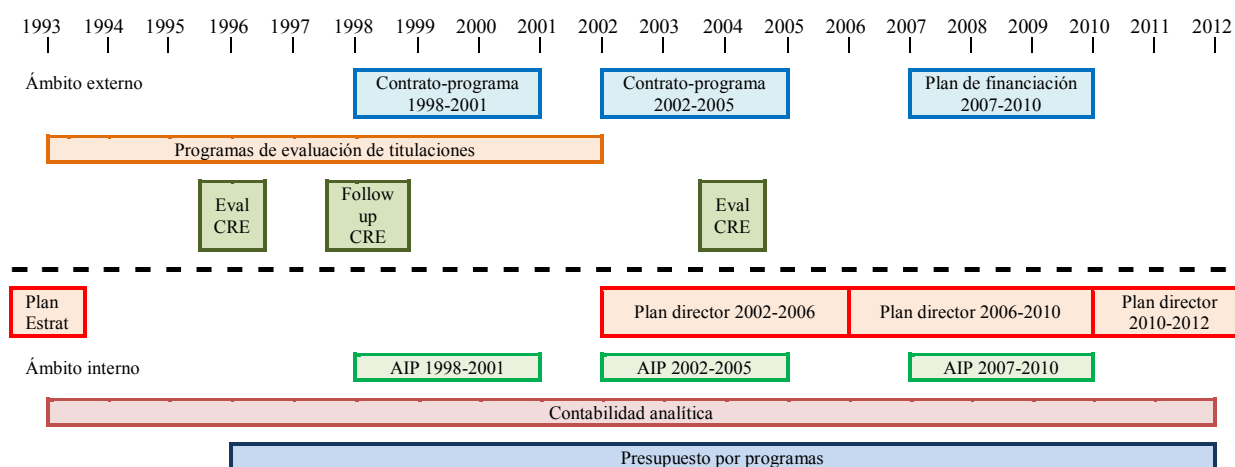 1993 1994 1995 1996 1997 1998 1999 2000 2001 2002 2003 2004 2005 2006 2007 2008 2009 2010 2011 2012
Ámbito externo
Contrato-programa
1998-2001
Contrato-programa
2002-2005
Plan de financiación
2007-2010
Programas de evaluación de titulaciones
Eval
CRE
Follow
up
CRE
Eval
CRE
Plan
Estrat
Plan director 2002-2006
Plan director 2006-2010
Plan director
2010-2012
Ámbito interno
AIP 1998-2001
AIP 2002-2005
AIP 2007-2010
Contabilidad analítica
Presupuesto por programas